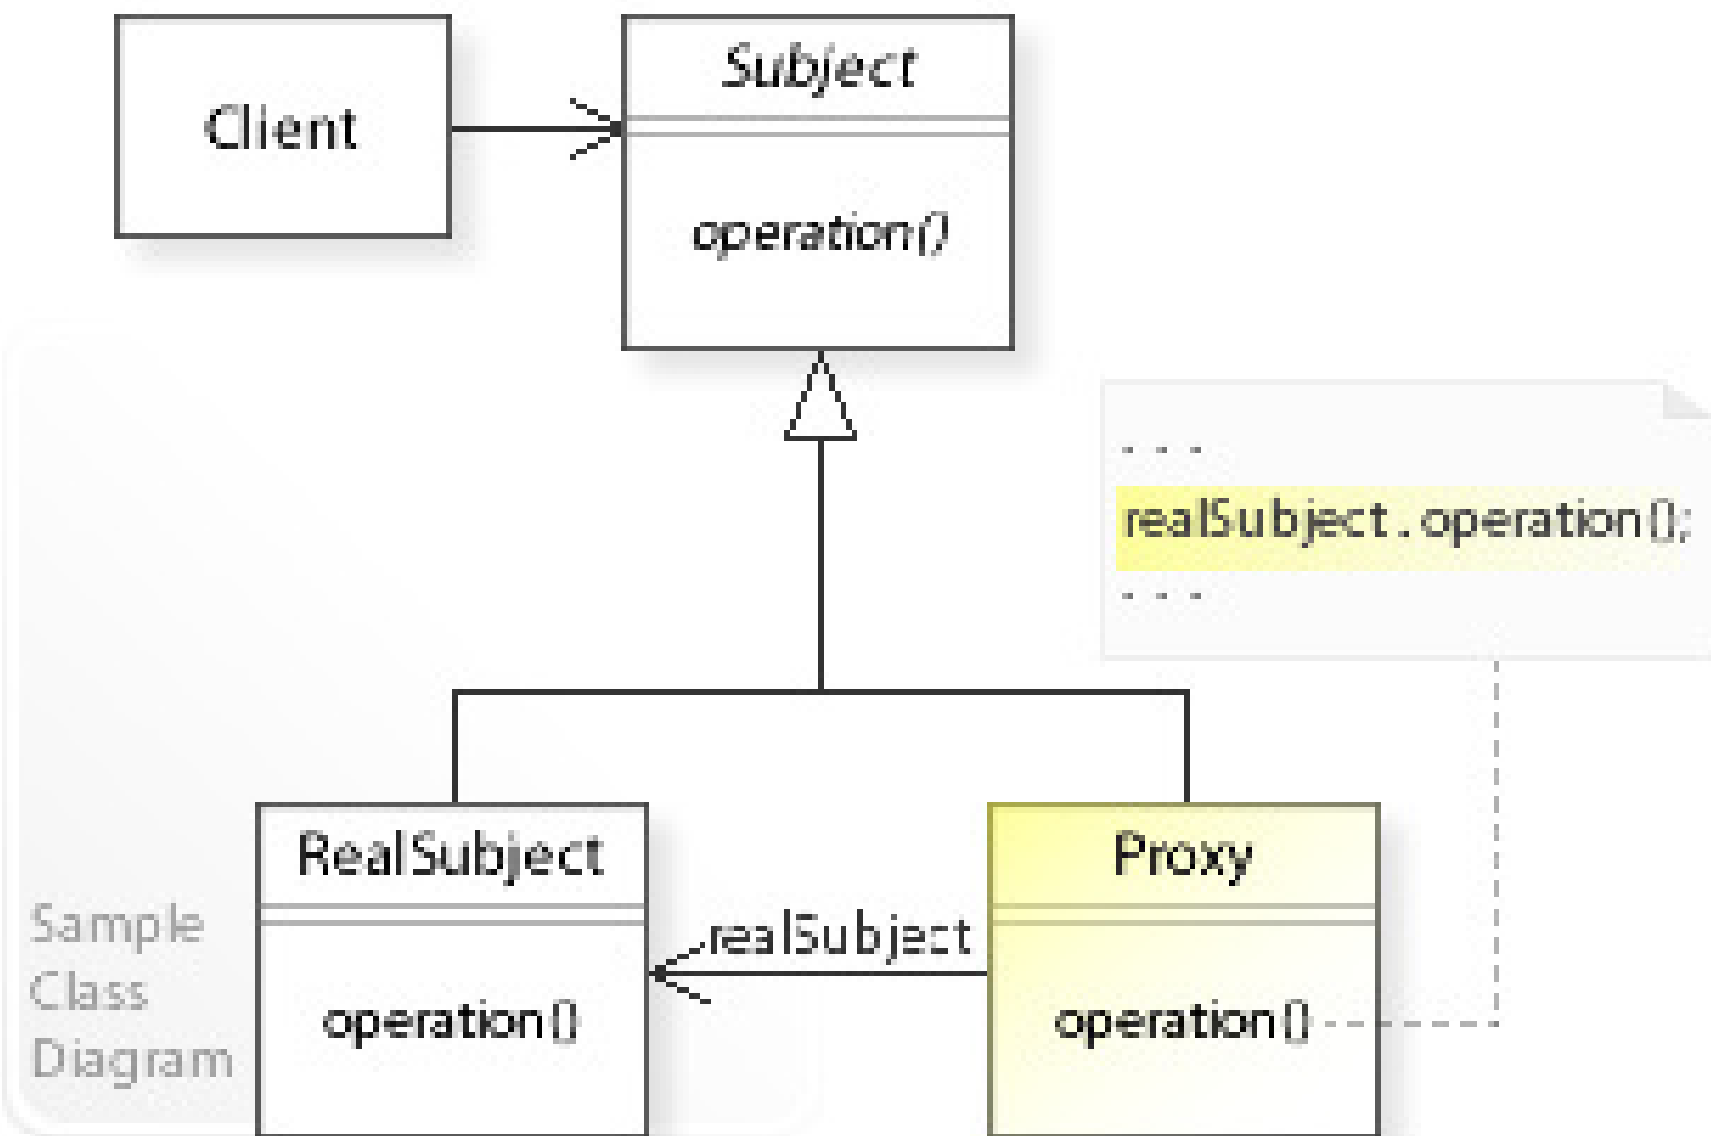 Client
Subject
operation()
. . .
realSubject.operation();
. . .
RealSubject
operation()
realSubject
Proxy
operation()
Sample
Class
Diagram